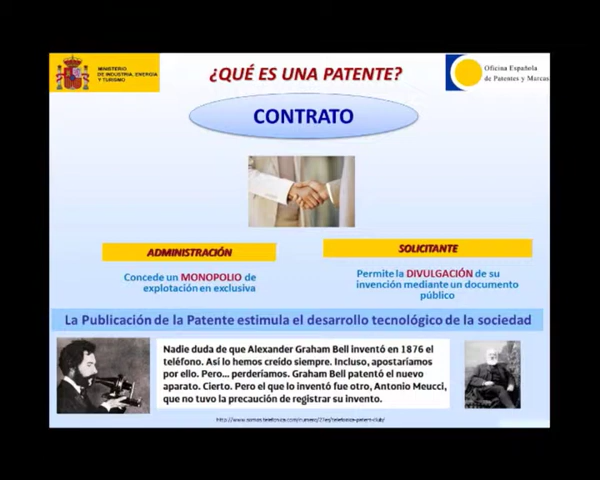 MINISTERIO
DE INDUSTRIA, ENERGÍA
Y TURISMO
¿QUÉ ES UNA PATENTE?
Oficina Española
de Patentes y Marcas
CONTRATO
ADMINISTRACIÓN
SOLICITANTE
Concede un MONOPOLIO de
explotación en exclusiva
Permite la DIVULGACIÓN de su
invención mediante un documento
público
La Publicación de la Patente estimula el desarrollo tecnológico de la sociedad
Nadie duda de que Alexander Graham Bell inventó en 1876 el
teléfono. Así lo hemos creído siempre. Incluso, apostaríamos
por ello. Pero... perderíamos. Graham Bell patentó el nuevo
aparato. Cierto. Pero el que lo inventó fue otro, Antonio Meucci,
que no tuvo la precaución de registrar su invento.